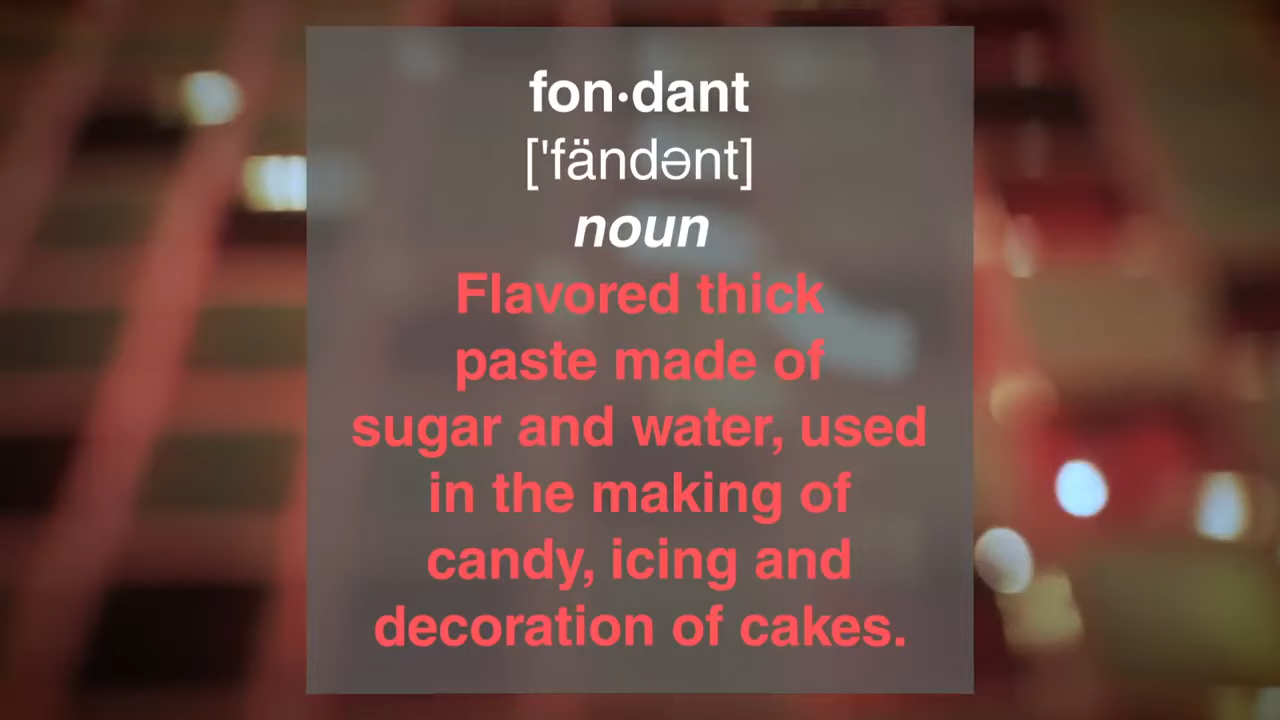 fon·dant
['fändənt]
noun
Flavored thick
paste made of
sugar and water, used
in the making of
candy, icing and
decoration of cakes.